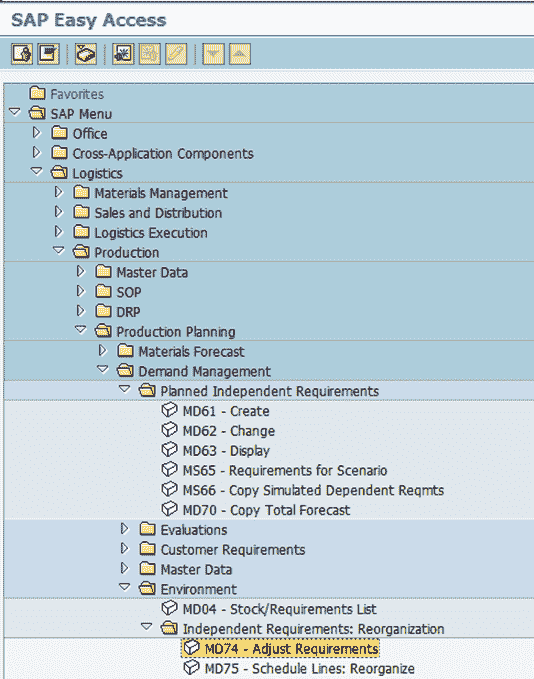 SAP Easy Access
Favorites
SAP Menu
Office
Cross-Application Components
Logistics
Materials Management
Sales and Distribution
Logistics Execution
Production
Master Data
SOP
DRP
Production Planning
Materials Forecast
Demand Management
Planned Independent Requirements
MD61 - Create
MD62 - Change
MD63 - Display
MS65 - Requirements for Scenario
MS66 - Copy Simulated Dependent Reqmts
MD70 - Copy Total Forecast
Evaluations
Customer Requirements
Master Data
Environment
MD04 - Stock/Requirements List
Independent Requirements: Reorganization
MD74 - Adjust Requirements
MD75 - Schedule Lines: Reorganize